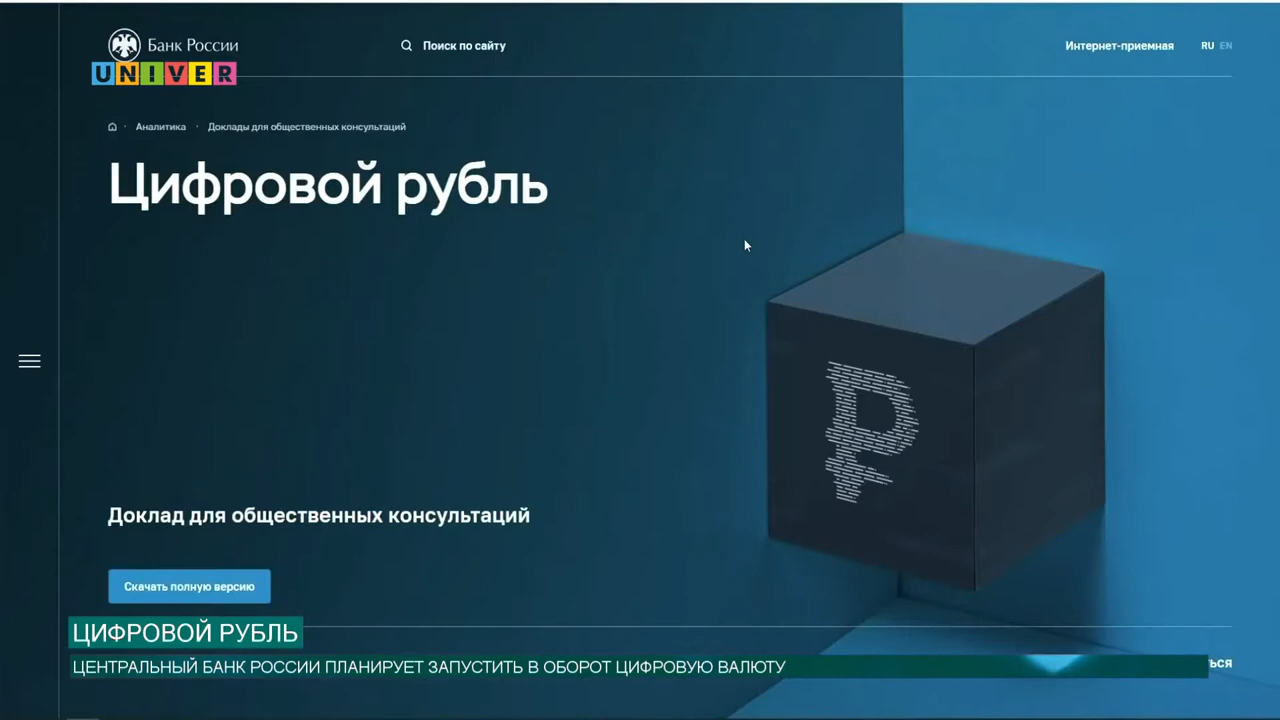 Банк России
UNIVER
Поиск по сайту
Интернет-приемная
RU EN
Аналитика · Доклады для общественных консультаций
Цифровой рубль
Доклад для общественных консультаций
Скачать полную версию
ЦИФРОВОЙ РУБЛЬ
ЦЕНТРАЛЬНЫЙ БАНК РОССИИ ПЛАНИРУЕТ ЗАПУСТИТЬ В ОБОРОТ ЦИФРОВУЮ ВАЛЮТУ